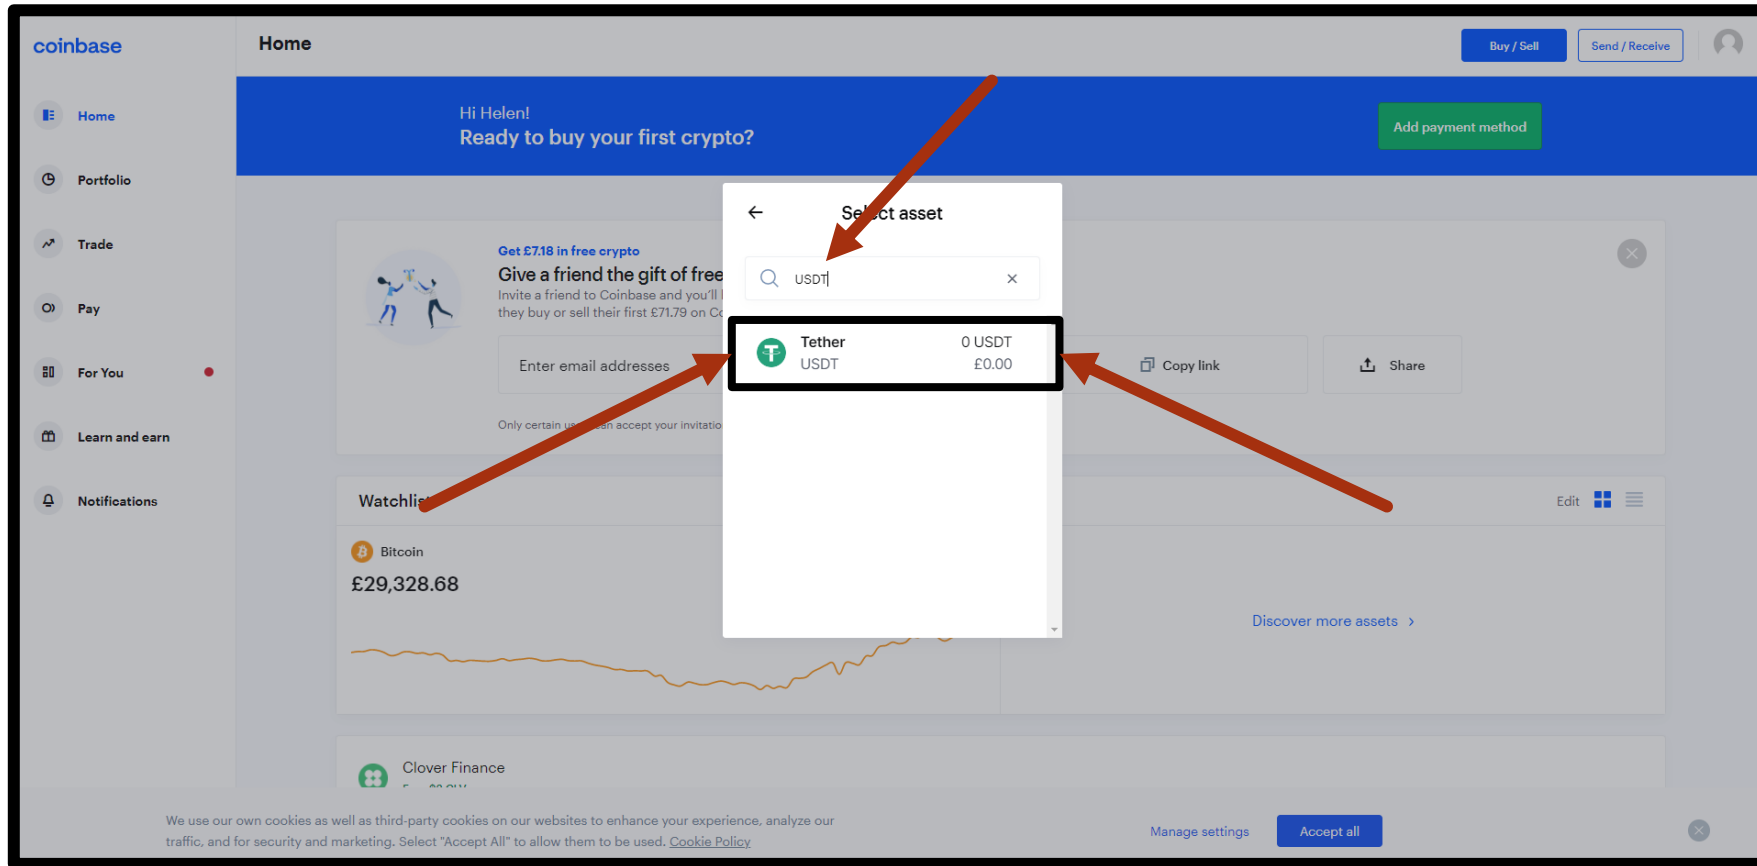 coinbase
Home
Buy / Sell
Send / Receive
Home
Portfolio
Trade
Pay
For You
Learn and earn
Notifications
Hi Helen!
Ready to buy your first crypto?
Add payment method
Select asset
USDT
Tether
0 USDT
USDT
£0.00
Get £7.18 in free crypto
Give a friend the gift of free
Invite a friend to Coinbase and you'll
they buy or sell their first £71.79 on
Enter email addresses
Copy link
Share
Only certain can accept your
Watchlist
Edit
Bitcoin
£29,328.68
Discover more assets
Clover Finance
We use our own cookies as well as third-party cookies on our websites to enhance your experience, analyze our
traffic, and for security and marketing. Select "Accept All" to allow them to be used. Cookie Policy
Manage settings
Accept all